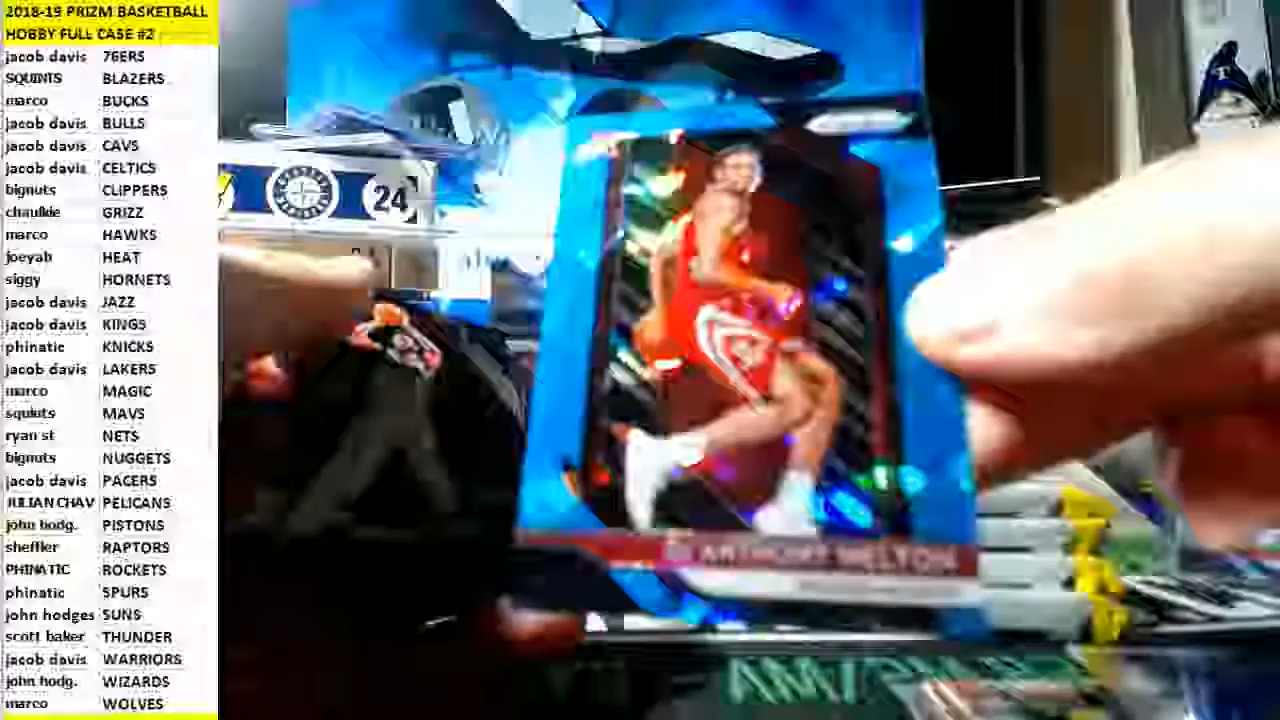 2018-19 PRIZM BASKETBALL
HOBBY FULL CASE #2
jacob davis 76ERS
SQUINTS BLAZERS
marco BUCKS
jacob davis BULLS
jacob davis CAVS
jacob davis CELTICS
bignuts CLIPPERS
chaulkie GRIZZ
marco HAWKS
joeyah HEAT
siggy HORNETS
jacob davis JAZZ
jacob davis KINGS
phinatic KNICKS
jacob davis LAKERS
marco MAGIC
squints MAVS
ryan st NETS
bignuts NUGGETS
jacob davis PACERS
JULIAN CHAV PELICANS
john hodg. PISTONS
sheffler RAPTORS
PHINATIC ROCKETS
phinatic SPURS
john hodges SUNS
scott baker THUNDER
jacob davis WARRIORS
john hodg. WIZARDS
marco WOLVES
24
ANTHONY MELTON